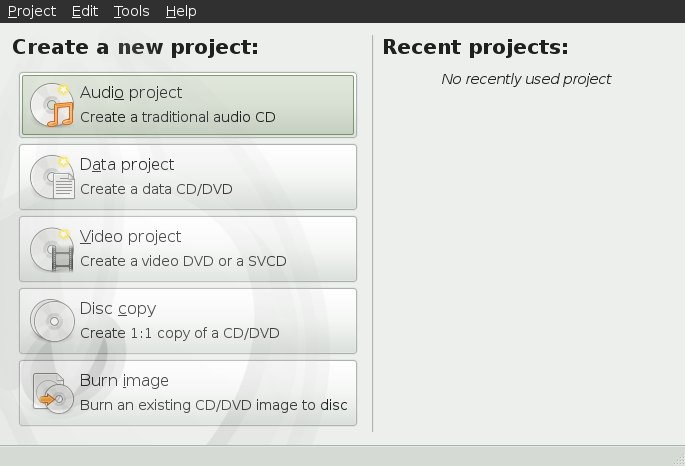 Project Edit Tools Help
Create a new project:
Audio project
Create a traditional audio CD
Data project
Create a data CD/DVD
Video project
Create a video DVD or a SVCD
Disc copy
Create 1:1 copy of a CD/DVD
Burn image
Burn an existing CD/DVD image to disc
Recent projects:
No recently used project